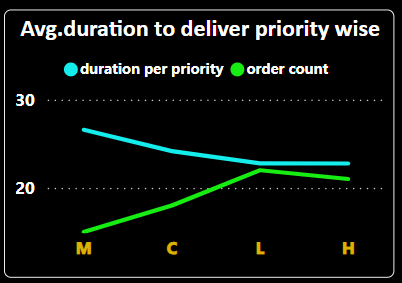 Avg.duration to deliver priority wise
duration per priority order count
30
20
M C L H